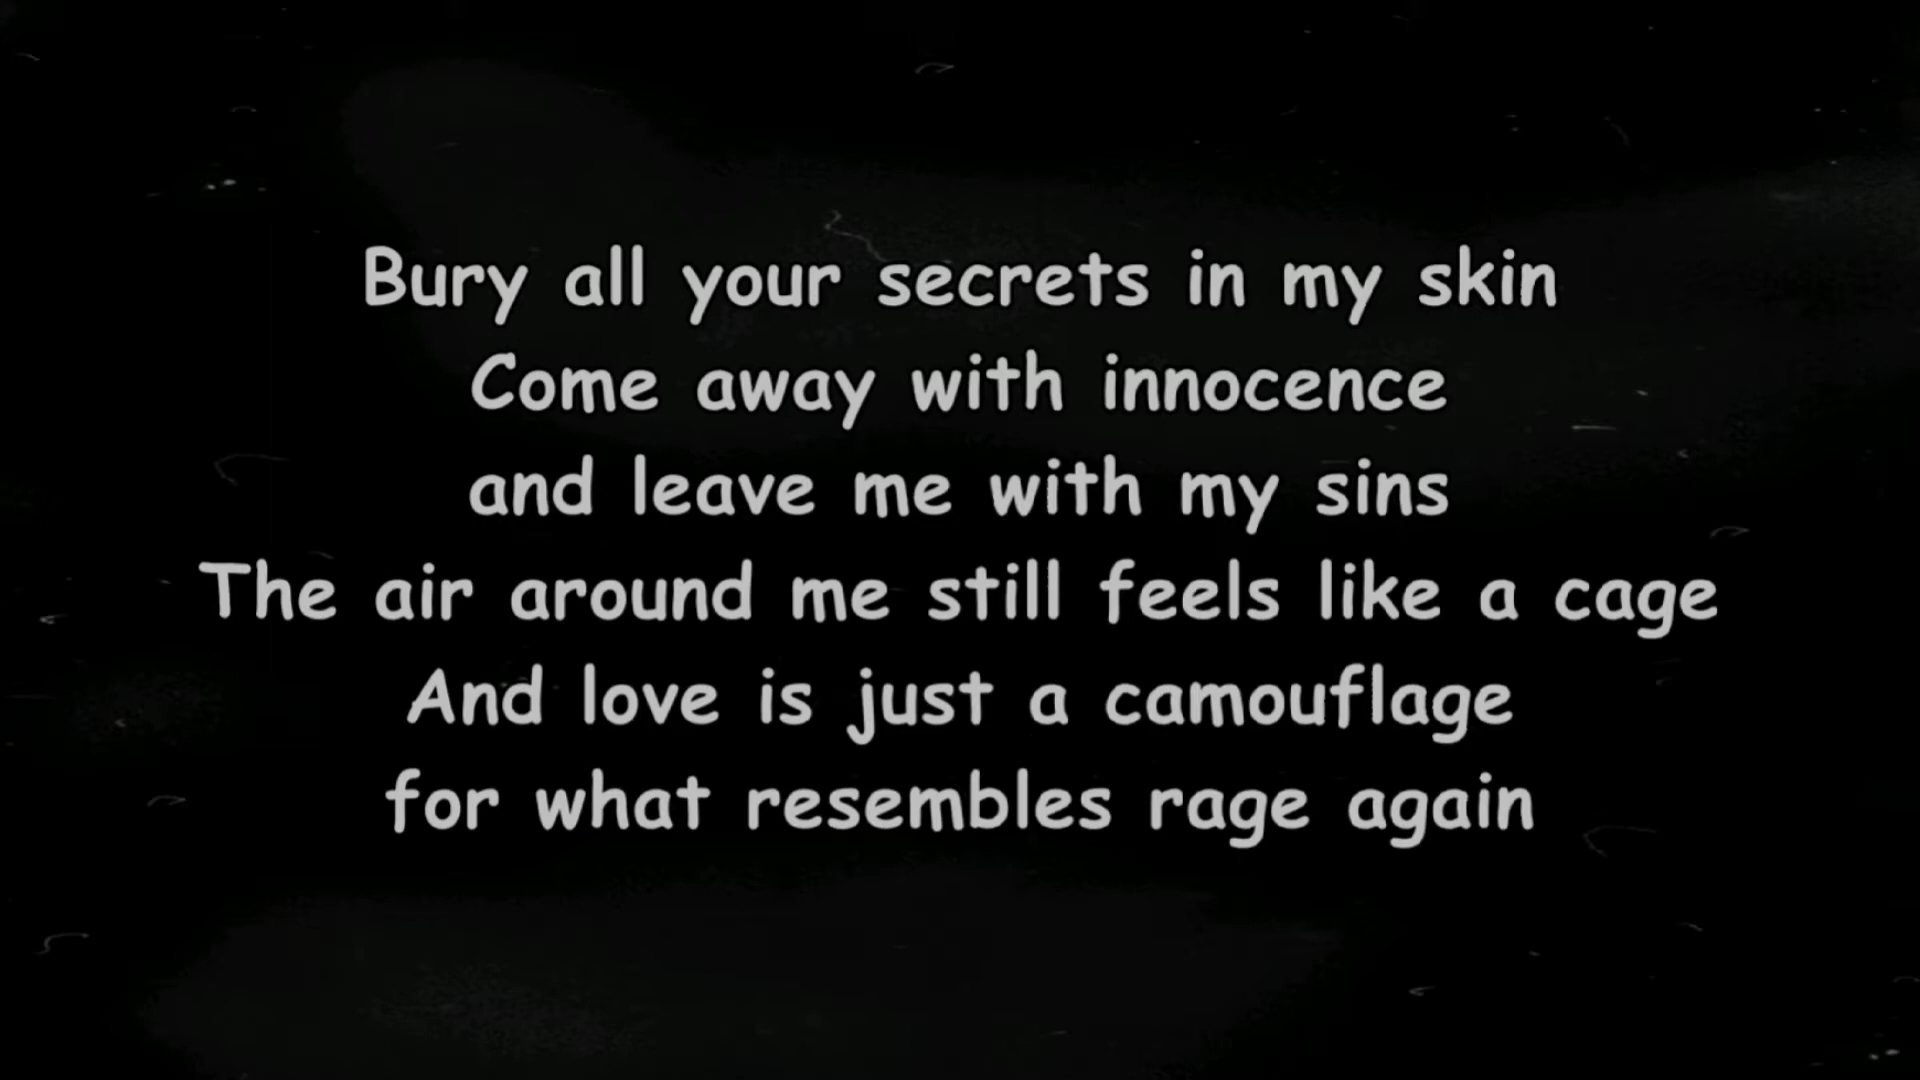 Bury all your secrets in my skin
Come away with innocence
and leave me with my sins
The air around me still feels like a cage
And love is just a camouflage
for what resembles rage again